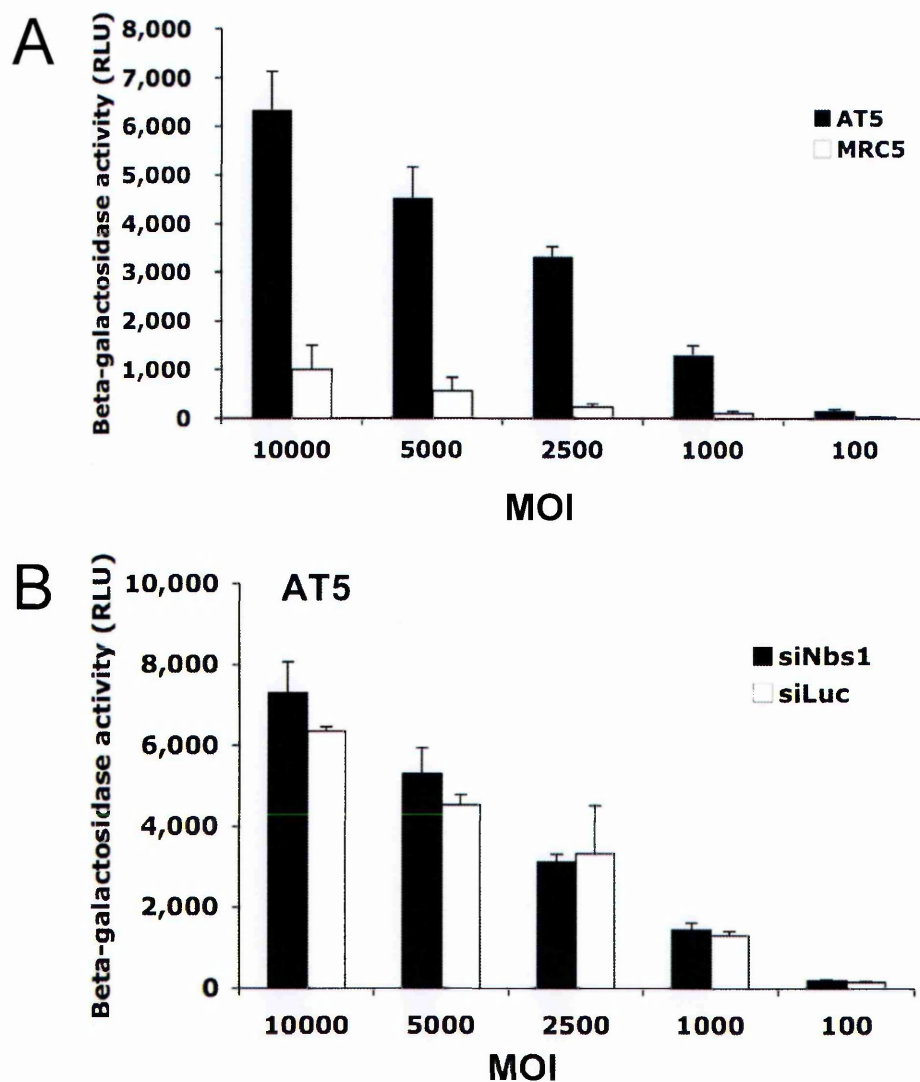 A
Beta-galactosidase activity (RLU)
8,000
7,000
6,000
5,000
4,000
3,000
2,000
1,000
0
AT5
MRC5
10000 5000 2500 1000 100
MOI
B
Beta-galactosidase activity (RLU)
10,000
8,000
6,000
4,000
2,000
0
AT5
siNbs1
siLuc
10000 5000 2500 1000 100
MOI